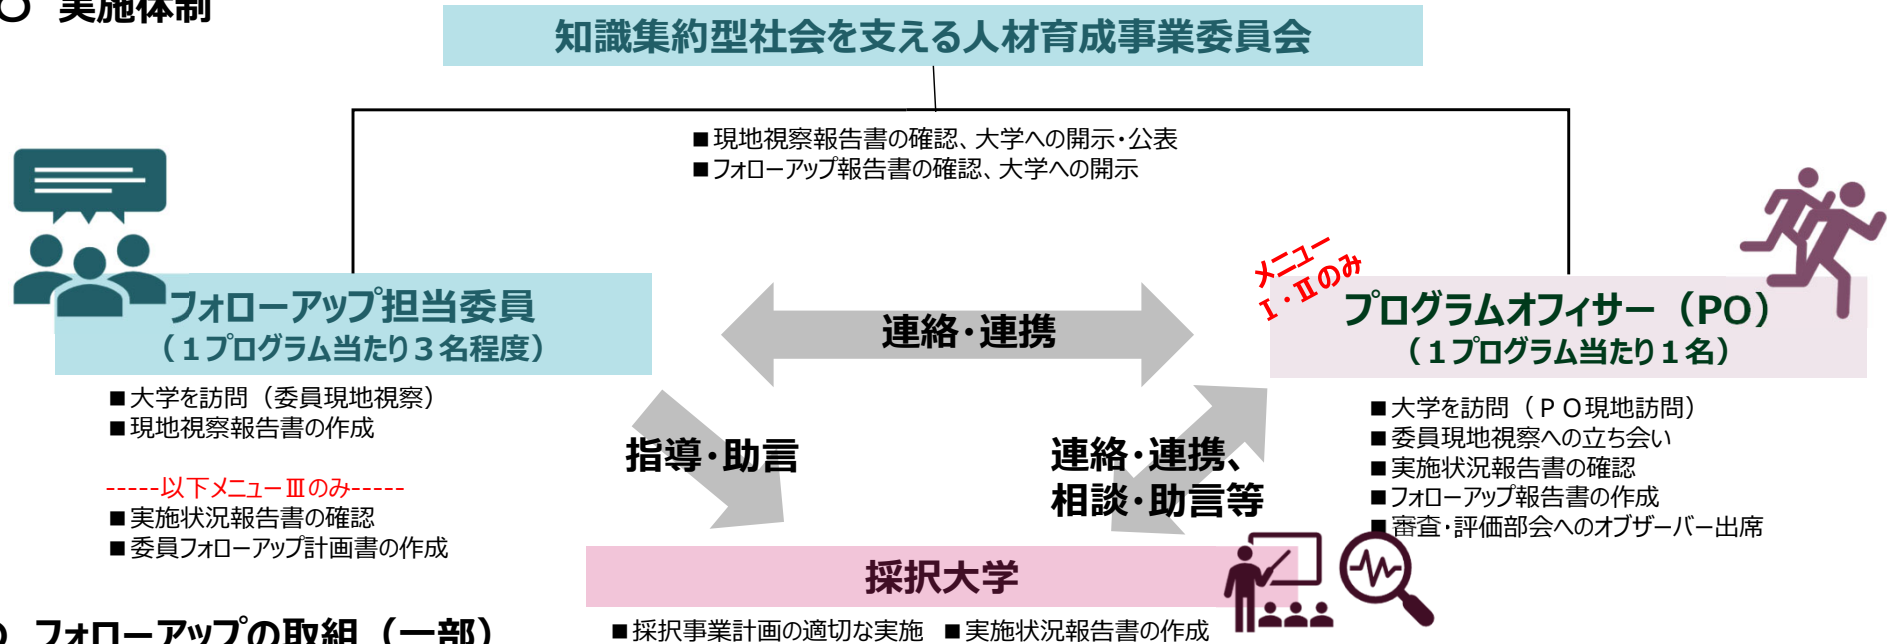 〇 実施体制
知識集約型社会を支える人材育成事業委員会
■現地視察報告書の確認、大学への開示・公表
■フォローアップ報告書の確認、大学への開示
フォローアップ担当委員
（１プログラム当たり３名程度）
■大学を訪問（委員現地視察）
■現地視察報告書の作成
-----以下メニューⅢのみ-----
■実施状況報告書の確認
■委員フォローアップ計画書の作成
連絡・連携
メニュー
Ⅰ・Ⅱのみ
プログラムオフィサー（PO）
（１プログラム当たり１名）
■大学を訪問（ＰＯ現地訪問）
■委員現地視察への立ち会い
■実施状況報告書の確認
■フォローアップ報告書の作成
■審査・評価部会へのオブザーバー出席
指導・助言
連絡・連携、
相談・助言等
採択大学
■採択事業計画の適切な実施 ■実施状況報告書の作成
〇 フォローアップの取組（一部）